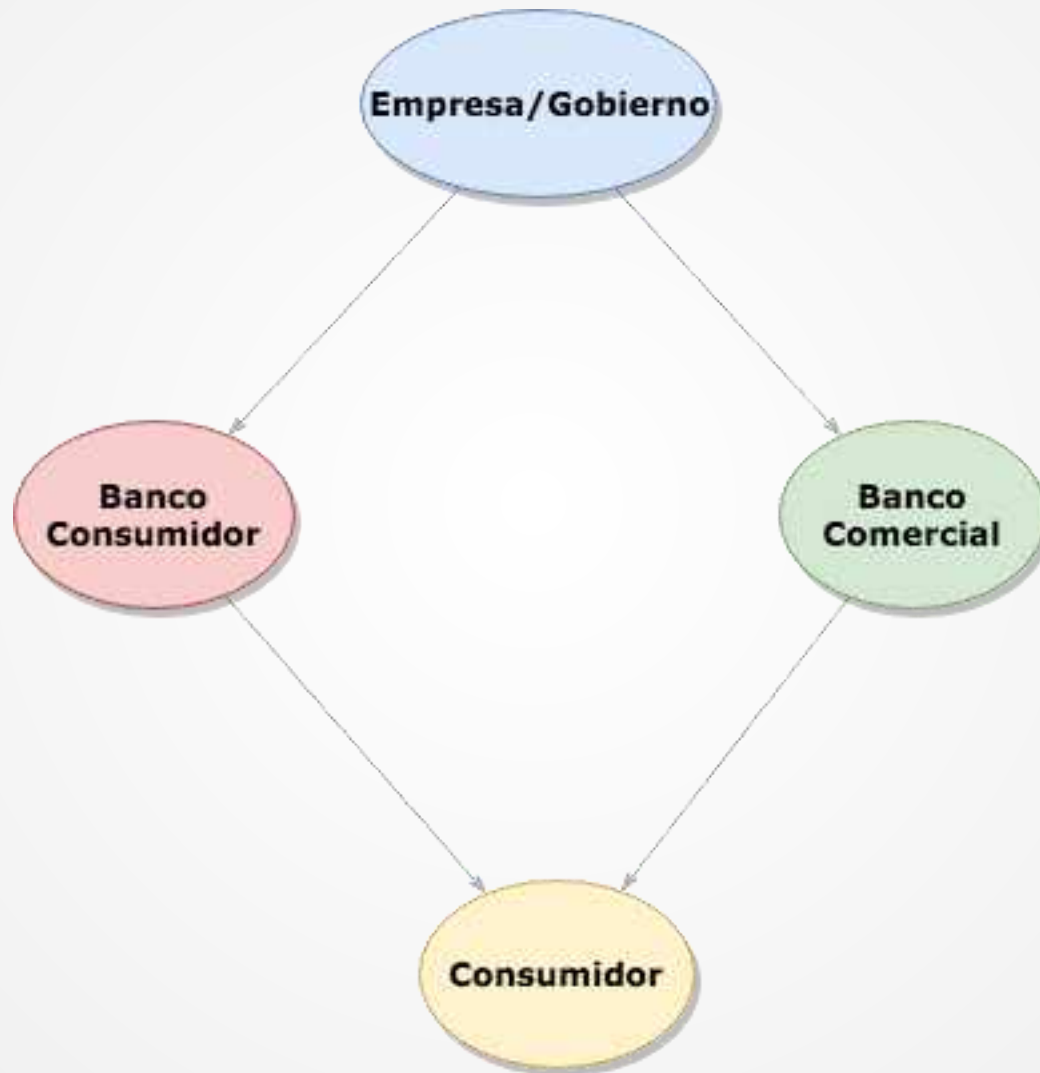 Empresa/Gobierno
Banco
Consumidor
Banco
Comercial
Consumidor